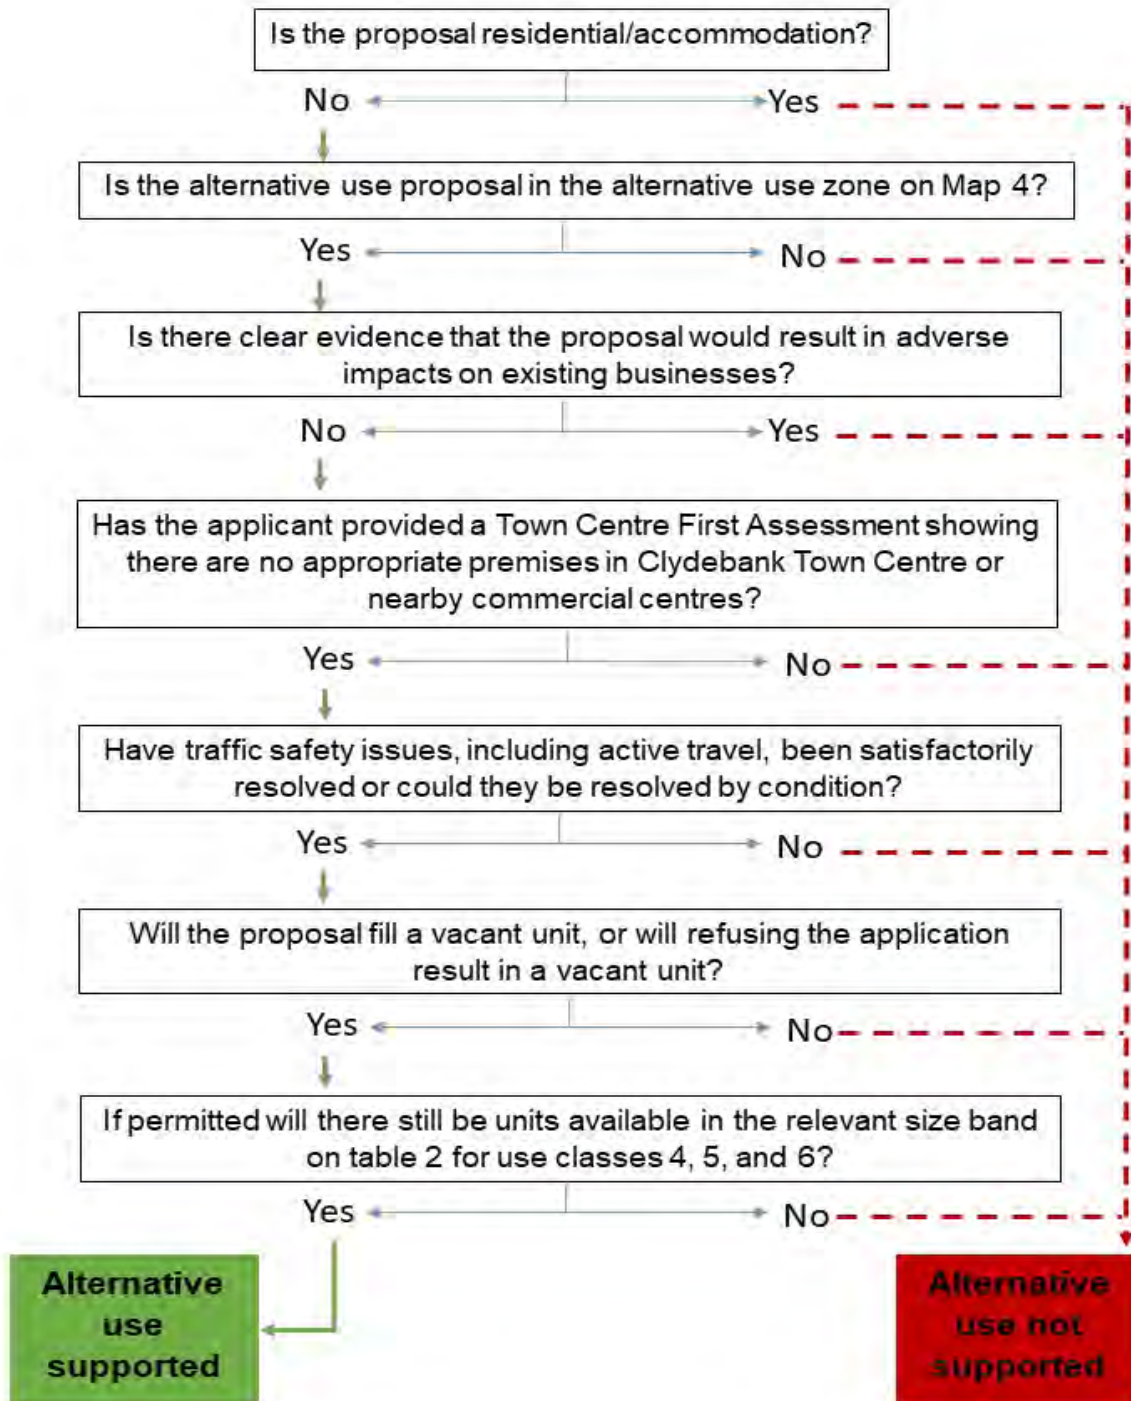 Is the proposal residential/accommodation?
No
Yes
Is the alternative use proposal in the alternative use zone on Map 4?
Yes
No
Is there clear evidence that the proposal would result in adverse
impacts on existing businesses?
No
Yes
Has the applicant provided a Town Centre First Assessment showing
there are no appropriate premises in Clydebank Town Centre or
nearby commercial centres?
Yes
No
Have traffic safety issues, including active travel, been satisfactorily
resolved or could they be resolved by condition?
Yes
No
Will the proposal fill a vacant unit, or will refusing the application
result in a vacant unit?
Yes
No
If permitted will there still be units available in the relevant size band
on table 2 for use classes 4, 5, and 6?
Yes
No
Alternative
use
supported
Alternative
use not
supported